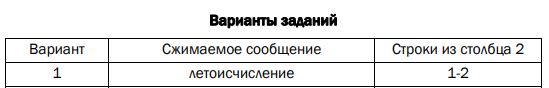 Варианты заданий
Вариант Сжимаемое сообщение Строки из столбца 2
1 летоисчисление 1-2